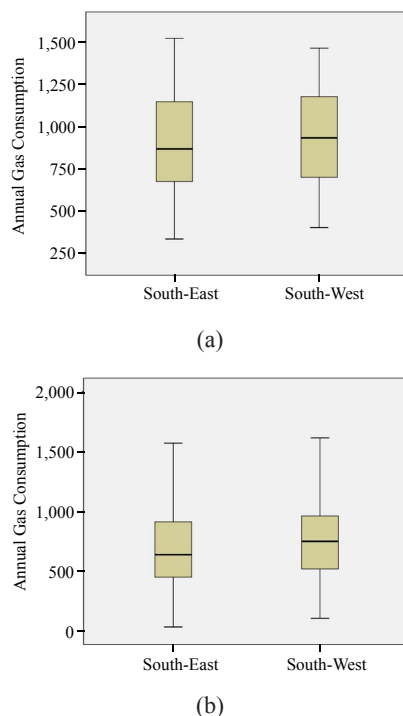 Annual Gas Consumption
1,500
1,250
1,000
750
500
250
South-East South-West
(a)
Annual Gas Consumption
2,000
1,500
1,000
500
0
South-East South-West
(b)